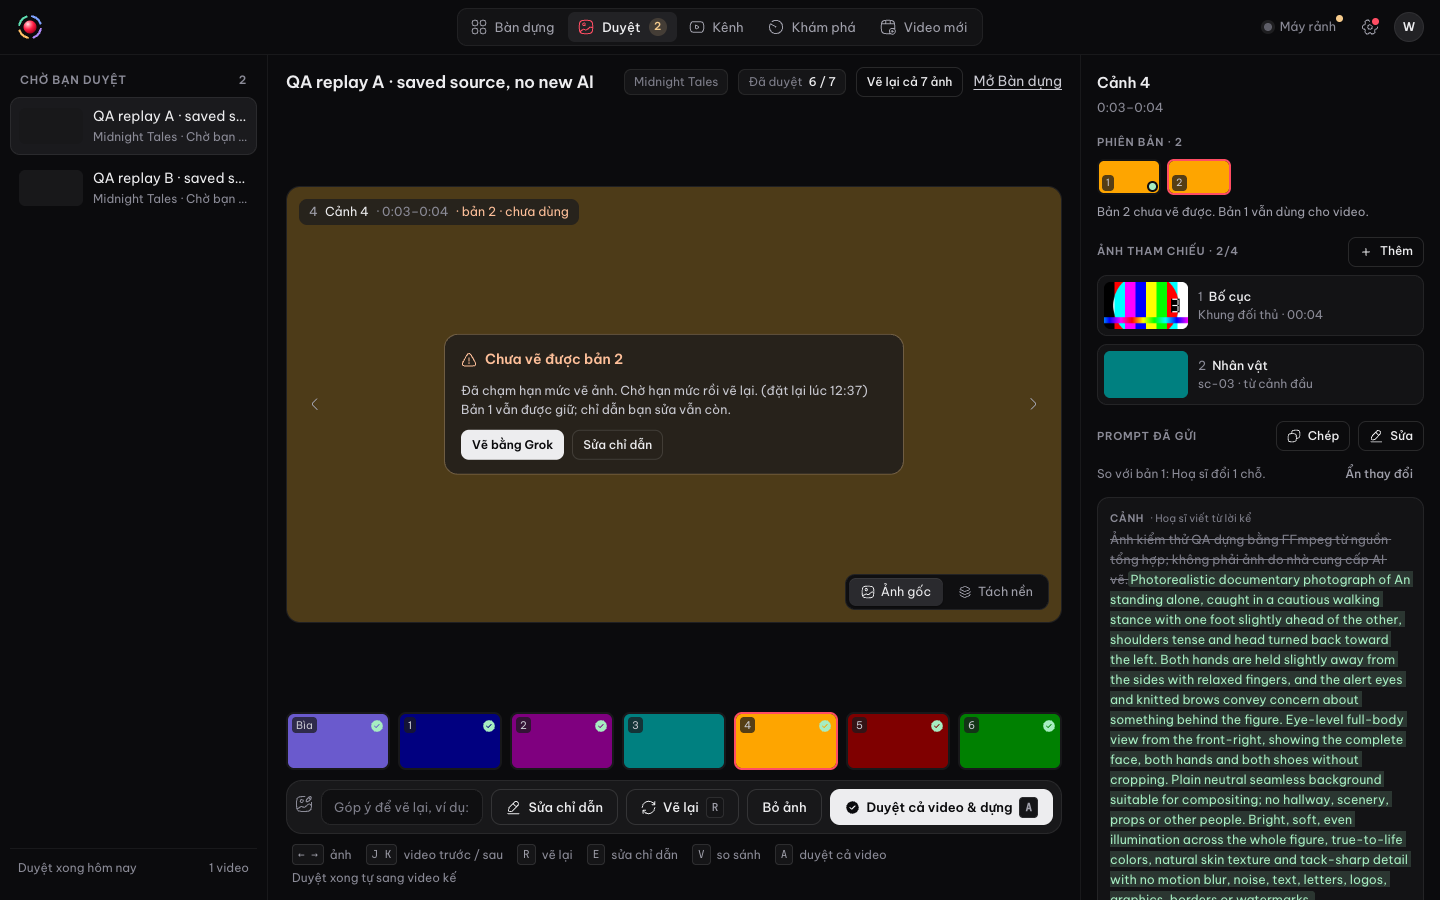 Bàn dựng
Duyệt 2
Kênh
Khám phá
Video mới
Máy rảnh
W
CHỜ BẠN DUYỆT 2
QA replay A · saved s...
Midnight Tales · Chờ bạn ...
QA replay B · saved s...
Midnight Tales · Chờ bạn ...
Duyệt xong hôm nay 1 video
QA replay A · saved source, no new AI
Midnight Tales
Đã duyệt 6 / 7
Vẽ lại cả 7 ảnh
Mở Bàn dựng
4 Cảnh 4 · 0:03–0:04 · bản 2 · chưa dùng
Chưa vẽ được bản 2
Đã chạm hạn mức vẽ ảnh. Chờ hạn mức rồi vẽ lại. (đặt lại lúc 12:37)
Bản 1 vẫn được giữ; chỉ dẫn bạn sửa vẫn còn.
Vẽ bằng Grok
Sửa chỉ dẫn
Ảnh gốc
Tách nền
Bìa
1
2
3
4
5
6
Góp ý để vẽ lại, ví dụ:
Sửa chỉ dẫn
Vẽ lại R
Bỏ ảnh
Duyệt cả video & dựng A
← → ảnh J K video trước / sau R vẽ lại E sửa chỉ dẫn V so sánh A duyệt cả video
Duyệt xong tự sang video kế
Cảnh 4
0:03–0:04
PHIÊN BẢN · 2
1
2
Bản 2 chưa vẽ được. Bản 1 vẫn dùng cho video.
ẢNH THAM CHIẾU · 2/4
+ Thêm
1 Bố cục
Khung đối thủ · 00:04
2 Nhân vật
sc-03 · từ cảnh đầu
PROMPT ĐÃ GỬI
Chép
Sửa
So với bản 1: Hoạ sĩ đổi 1 chỗ.
Ẩn thay đổi
CẢNH · Hoạ sĩ viết từ lời kể
Ảnh kiểm thử QA dựng bằng FFmpeg từ nguồn
tổng hợp; không phải ảnh do nhà cung cấp AI
vẽ. Photorealistic documentary photograph of An
standing alone, caught in a cautious walking
stance with one foot slightly ahead of the other,
shoulders tense and head turned back toward
the left. Both hands are held slightly away from
the sides with relaxed fingers, and the alert eyes
and knitted brows convey concern about
something behind the figure. Eye-level full-body
view from the front-right, showing the complete
face, both hands and both shoes without
cropping. Plain neutral seamless background
suitable for compositing; no hallway, scenery,
props or other people. Bright, soft, even
illumination across the whole figure, true-to-life
colors, natural skin texture and tack-sharp detail
with no motion blur, noise, text, letters, logos,
graphics, borders or watermarks.